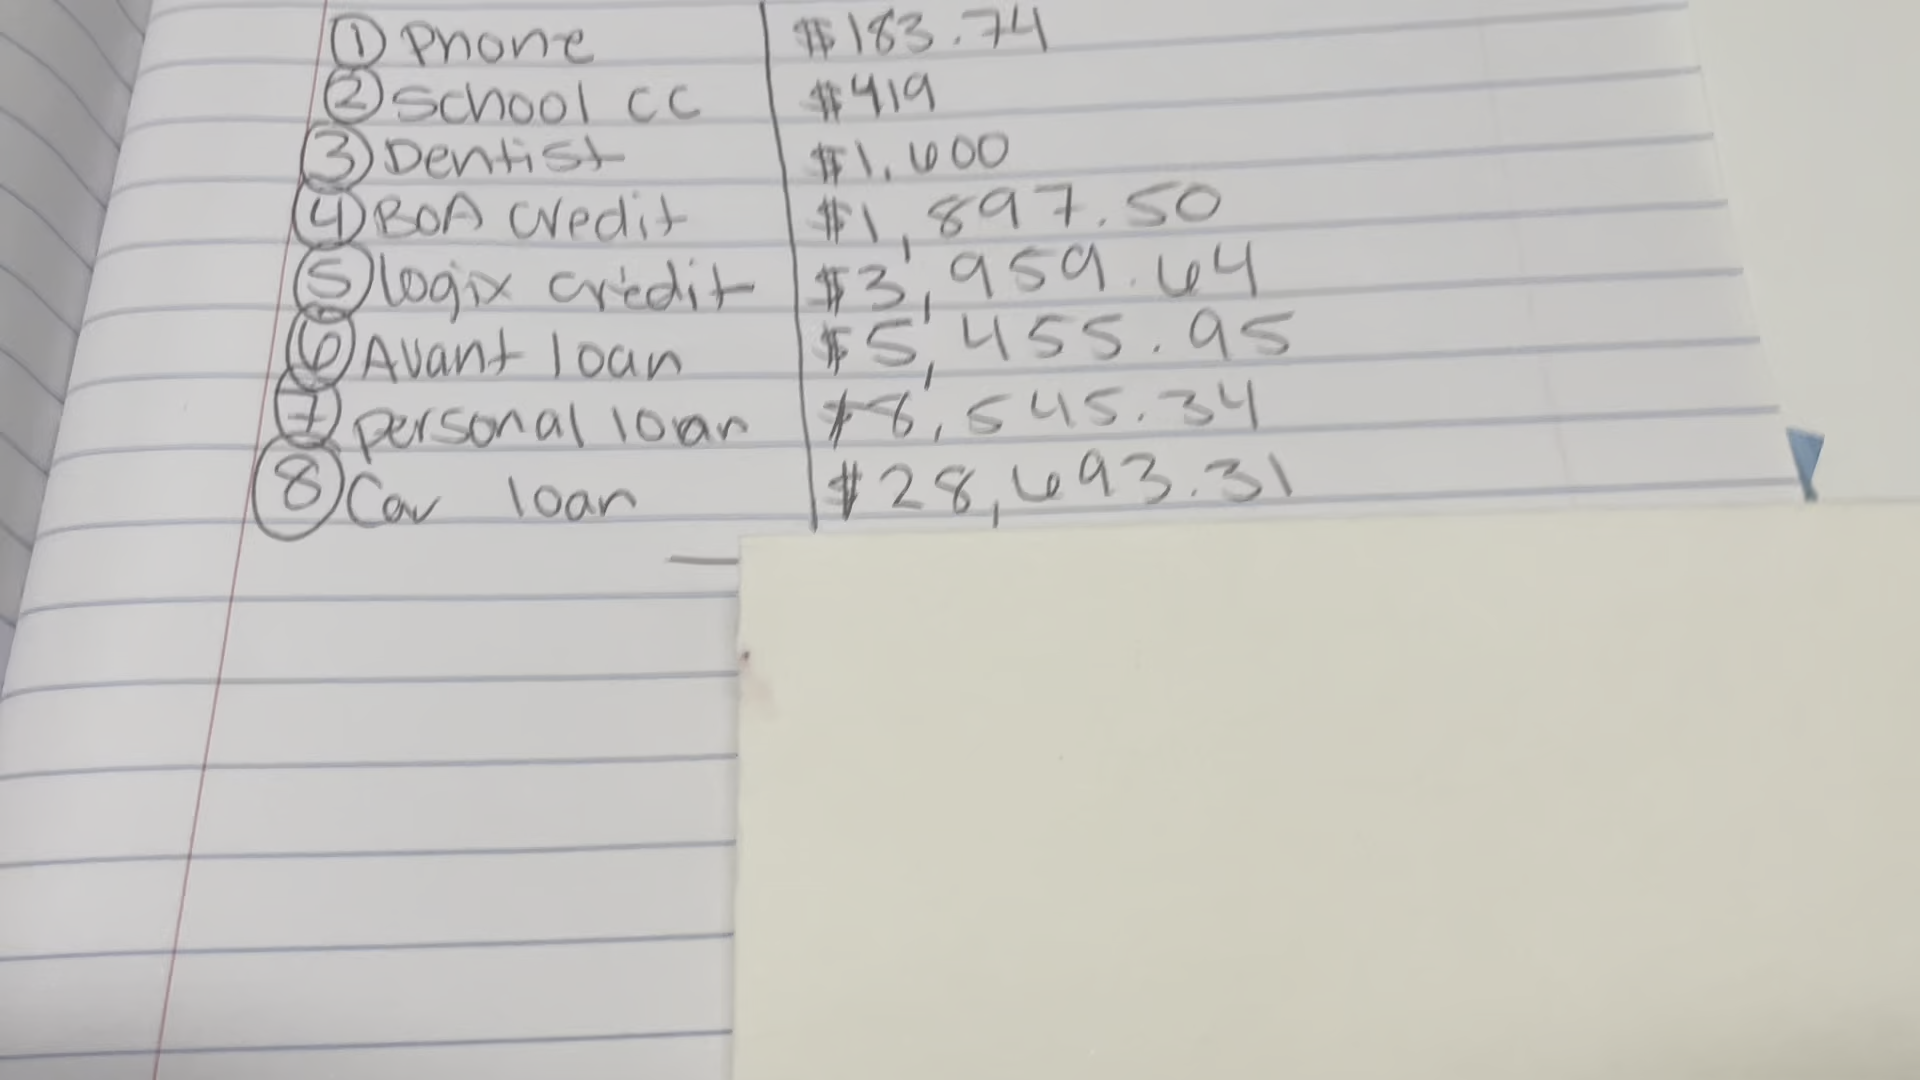 ① Phone $183.74
② School CC $419
③ Dentist $1,600
④ BOA Credit $1,897.50
⑤ logix credit $3,959.64
⑥ Avant loan $5,455.95
⑦ personal loan $8,545.34
⑧ Car loan $28,693.31